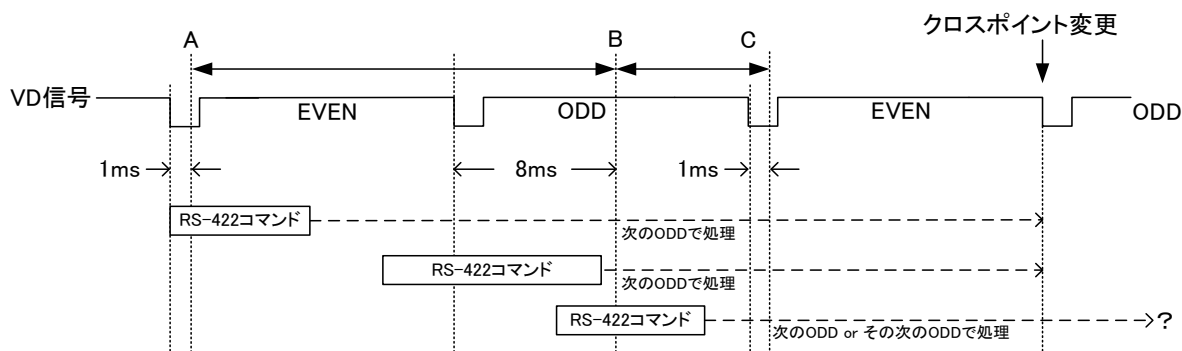 クロスポイント変更
A
B
C
VD信号
EVEN
ODD
EVEN
ODD
1ms
8ms
1ms
RS-422コマンド
次のODDで処理
RS-422コマンド
次のODDで処理
RS-422コマンド
次のODD or その次のODDで処理
?